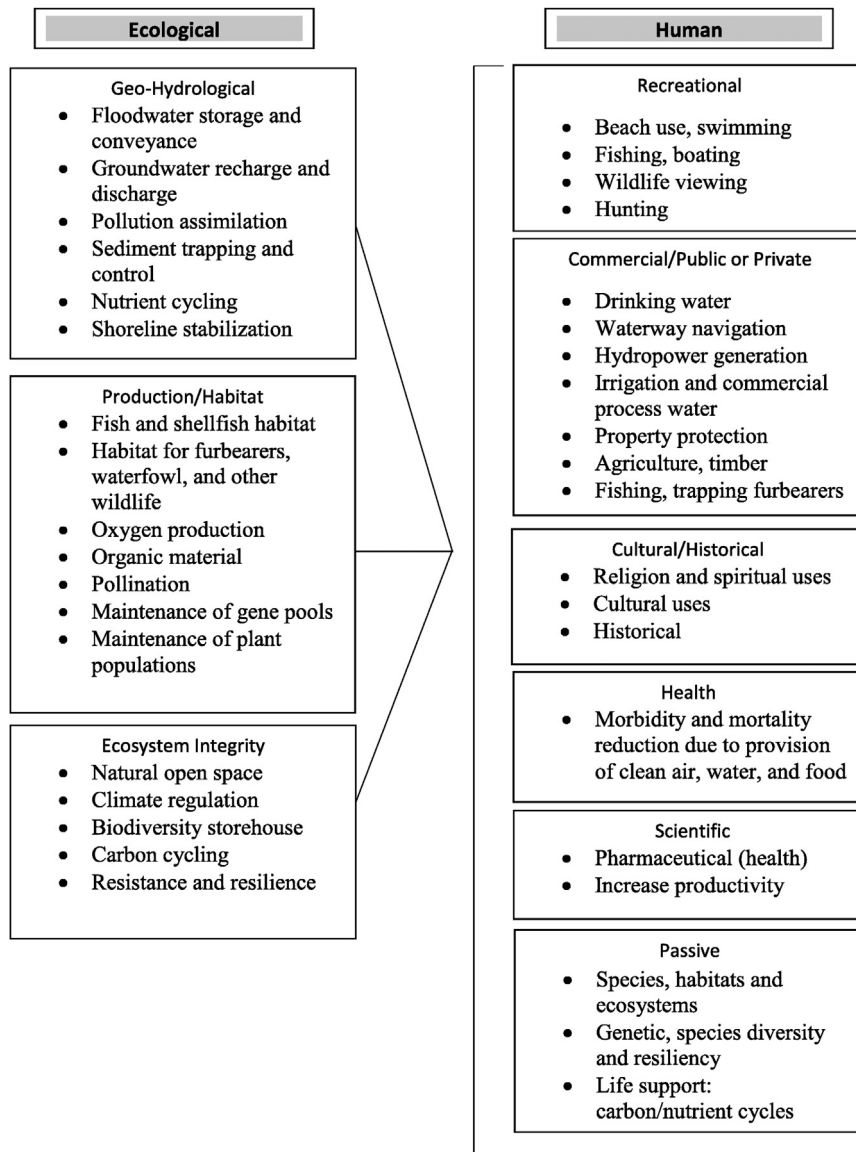 Ecological
Geo-Hydrological
• Floodwater storage and
conveyance
• Groundwater recharge and
discharge
• Pollution assimilation
• Sediment trapping and
control
• Nutrient cycling
• Shoreline stabilization
Production/Habitat
• Fish and shellfish habitat
• Habitat for furbearers,
waterfowl, and other
wildlife
• Oxygen production
• Organic material
• Pollination
• Maintenance of gene pools
• Maintenance of plant
populations
Ecosystem Integrity
• Natural open space
• Climate regulation
• Biodiversity storehouse
• Carbon cycling
• Resistance and resilience
Human
Recreational
• Beach use, swimming
• Fishing, boating
• Wildlife viewing
• Hunting
Commercial/Public or Private
• Drinking water
• Waterway navigation
• Hydropower generation
• Irrigation and commercial
process water
• Property protection
• Agriculture, timber
• Fishing, trapping furbearers
Cultural/Historical
• Religion and spiritual uses
• Cultural uses
• Historical
Health
• Morbidity and mortality
reduction due to provision
of clean air, water, and food
Scientific
• Pharmaceutical (health)
• Increase productivity
Passive
• Species, habitats and
ecosystems
• Genetic, species diversity
and resiliency
• Life support:
carbon/nutrient cycles